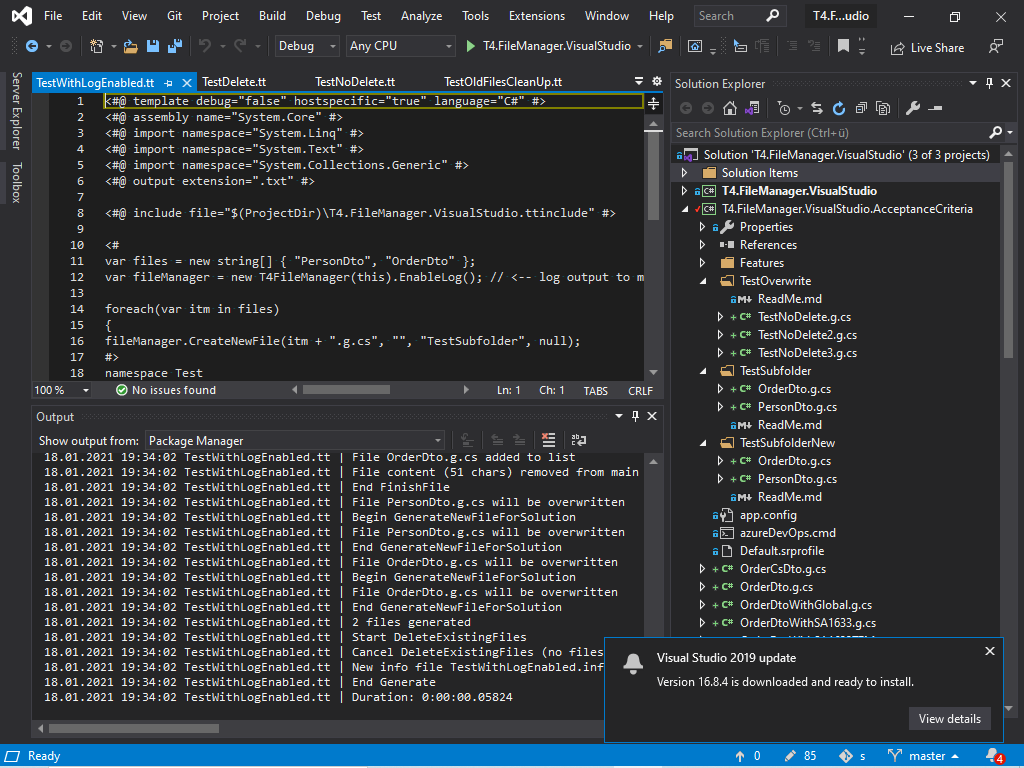 File Edit View Git Project Build Debug Test Analyze Tools Extensions Window Help Search T4.F...udio
Debug Any CPU T4.FileManager.VisualStudio Live Share
Server Explorer
Toolbox
TestWithLogEnabled.tt TestDelete.tt TestNoDelete.tt TestOldFilesCleanUp.tt
1 <#@ template debug="false" hostspecific="true" language="C#" #>
2 <#@ assembly name="System.Core" #>
3 <#@ import namespace="System.Linq" #>
4 <#@ import namespace="System.Text" #>
5 <#@ import namespace="System.Collections.Generic" #>
6 <#@ output extension=".txt" #>
7
8 <#@ include file="$(ProjectDir)\T4.FileManager.VisualStudio.ttinclude" #>
9
10 <#
11 var files = new string[] { "PersonDto", "OrderDto" };
12 var fileManager = new T4FileManager(this).EnableLog(); // <-- log output to m
13
14 foreach(var itm in files)
15 {
16 fileManager.CreateNewFile(itm + ".g.cs", "", "TestSubfolder", null);
17 #>
18 namespace Test
100 % No issues found Ln: 1 Ch: 1 TABS CRLF
Output
Show output from: Package Manager
18.01.2021 19:34:02 TestWithLogEnabled.tt | File OrderDto.g.cs added to list
18.01.2021 19:34:02 TestWithLogEnabled.tt | File content (51 chars) removed from main
18.01.2021 19:34:02 TestWithLogEnabled.tt | End FinishFile
18.01.2021 19:34:02 TestWithLogEnabled.tt | File PersonDto.g.cs will be overwritten
18.01.2021 19:34:02 TestWithLogEnabled.tt | Begin GenerateNewFileForSolution
18.01.2021 19:34:02 TestWithLogEnabled.tt | File PersonDto.g.cs will be overwritten
18.01.2021 19:34:02 TestWithLogEnabled.tt | End GenerateNewFileForSolution
18.01.2021 19:34:02 TestWithLogEnabled.tt | File OrderDto.g.cs will be overwritten
18.01.2021 19:34:02 TestWithLogEnabled.tt | Begin GenerateNewFileForSolution
18.01.2021 19:34:02 TestWithLogEnabled.tt | File OrderDto.g.cs will be overwritten
18.01.2021 19:34:02 TestWithLogEnabled.tt | End GenerateNewFileForSolution
18.01.2021 19:34:02 TestWithLogEnabled.tt | 2 files generated
18.01.2021 19:34:02 TestWithLogEnabled.tt | Start DeleteExistingFiles
18.01.2021 19:34:02 TestWithLogEnabled.tt | Cancel DeleteExistingFiles (no files
18.01.2021 19:34:02 TestWithLogEnabled.tt | New info file TestWithLogEnabled.inf
18.01.2021 19:34:02 TestWithLogEnabled.tt | End Generate
18.01.2021 19:34:02 TestWithLogEnabled.tt | Duration: 0:00:00.05824
Solution Explorer
Search Solution Explorer (Ctrl+ü)
Solution 'T4.FileManager.VisualStudio' (3 of 3 projects)
Solution Items
C# T4.FileManager.VisualStudio
C# T4.FileManager.VisualStudio.AcceptanceCriteria
Properties
References
Features
TestOverwrite
M+ ReadMe.md
+ C# TestNoDelete.g.cs
+ C# TestNoDelete2.g.cs
+ C# TestNoDelete3.g.cs
TestSubfolder
+ C# OrderDto.g.cs
+ C# PersonDto.g.cs
M+ ReadMe.md
TestSubfolderNew
+ C# OrderDto.g.cs
+ C# PersonDto.g.cs
M+ ReadMe.md
app.config
azureDevOps.cmd
Default.srprofile
+ C# OrderCsDto.g.cs
+ C# OrderDto.g.cs
+ C# OrderDtoWithGlobal.g.cs
+ C# OrderDtoWithSA1633.g.cs
Visual Studio 2019 update
Version 16.8.4 is downloaded and ready to install.
View details
Ready 0 85 s master 4